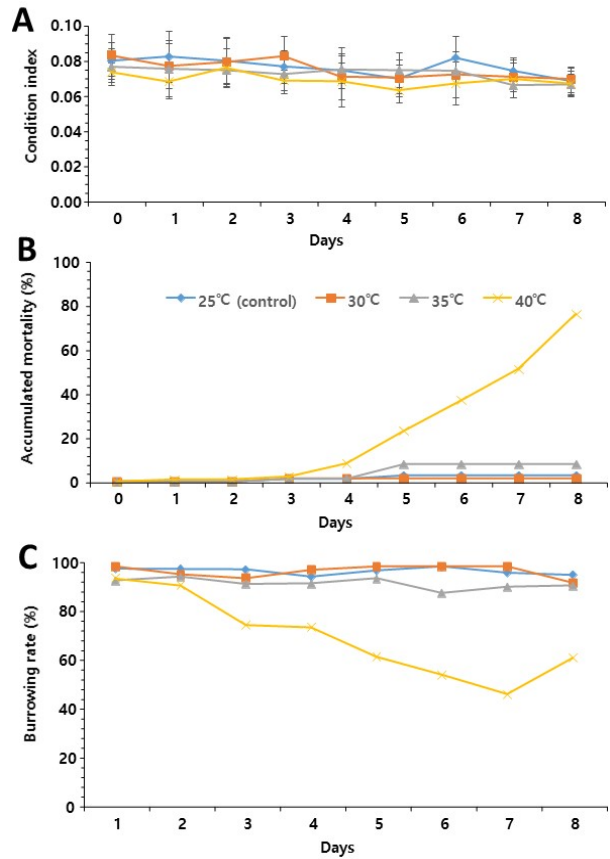 A
Condition index
0.10
0.08
0.06
0.04
0.02
0.00
0 1 2 3 4 5 6 7 8
Days
B
Accumulated mortality (%)
100
80
60
40
20
0
25℃ (control) 30℃ 35℃ 40℃
0 1 2 3 4 5 6 7 8
Days
C
Burrowing rate (%)
100
80
60
40
20
0
1 2 3 4 5 6 7 8
Days